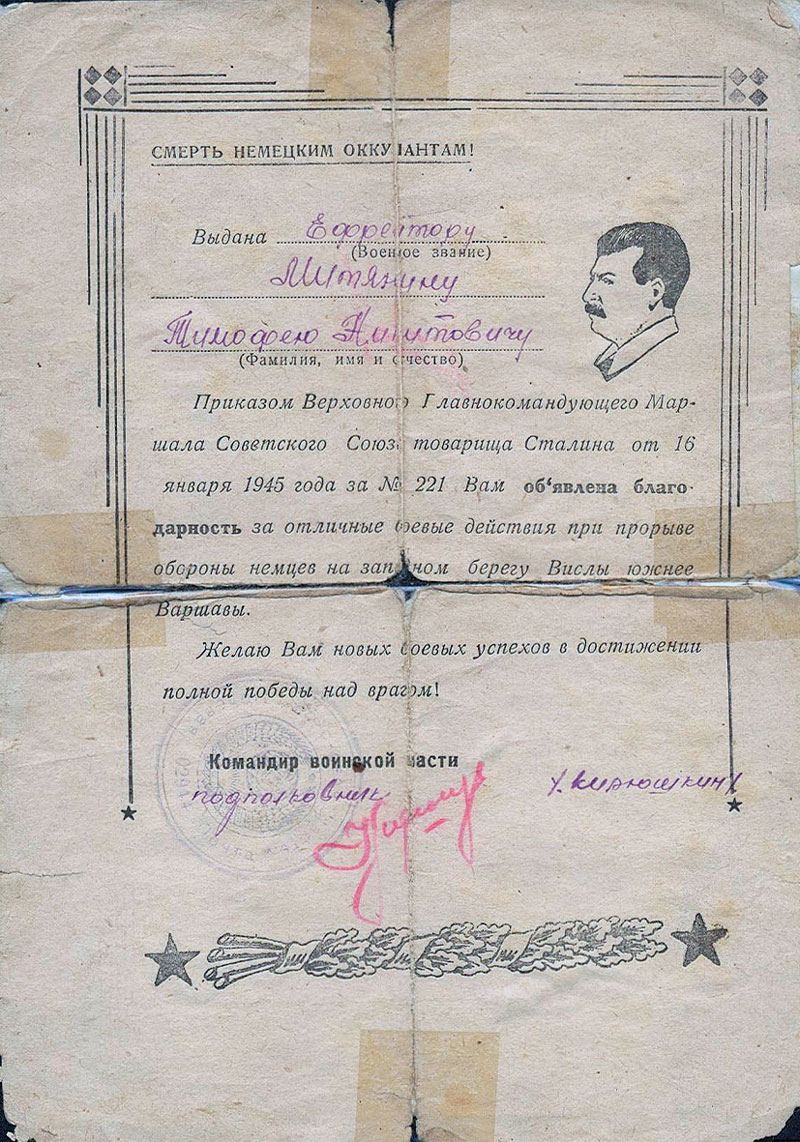 СМЕРТЬ НЕМЕЦКИМ ОККУПАНТАМ!
Выдана Ефрейтору
(Военное звание)
Митянину
Тимофею Никитовичу
(Фамилия, имя и отчество)
Приказом Верховного Главнокомандующего Мар-
шала Советского Союза товарища Сталина от 16
января 1945 года за № 221 Вам об‘явлена благо-
дарность за отличные боевые действия при прорыве
обороны немцев на западном берегу Вислы южнее
Варшавы.
Желаю Вам новых боевых успехов в достижении
полной победы над врагом!
Командир воинской части
подполковник